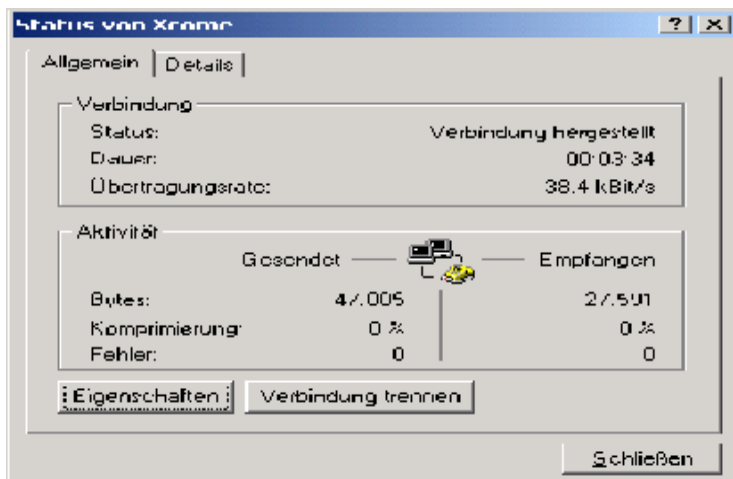 Status von Xcome
? X
Allgemein Details
Verbindung
Status: Verbindung hergestellt
Dauer: 00:03:34
Übertragungsrate: 38.4 kBit/s
Aktivität
Gesendet Empfangen
Bytes: 47.005 27.591
Komprimierung: 0 % 0 %
Fehler: 0 0
Eigenschaften Verbindung trennen
Schließen